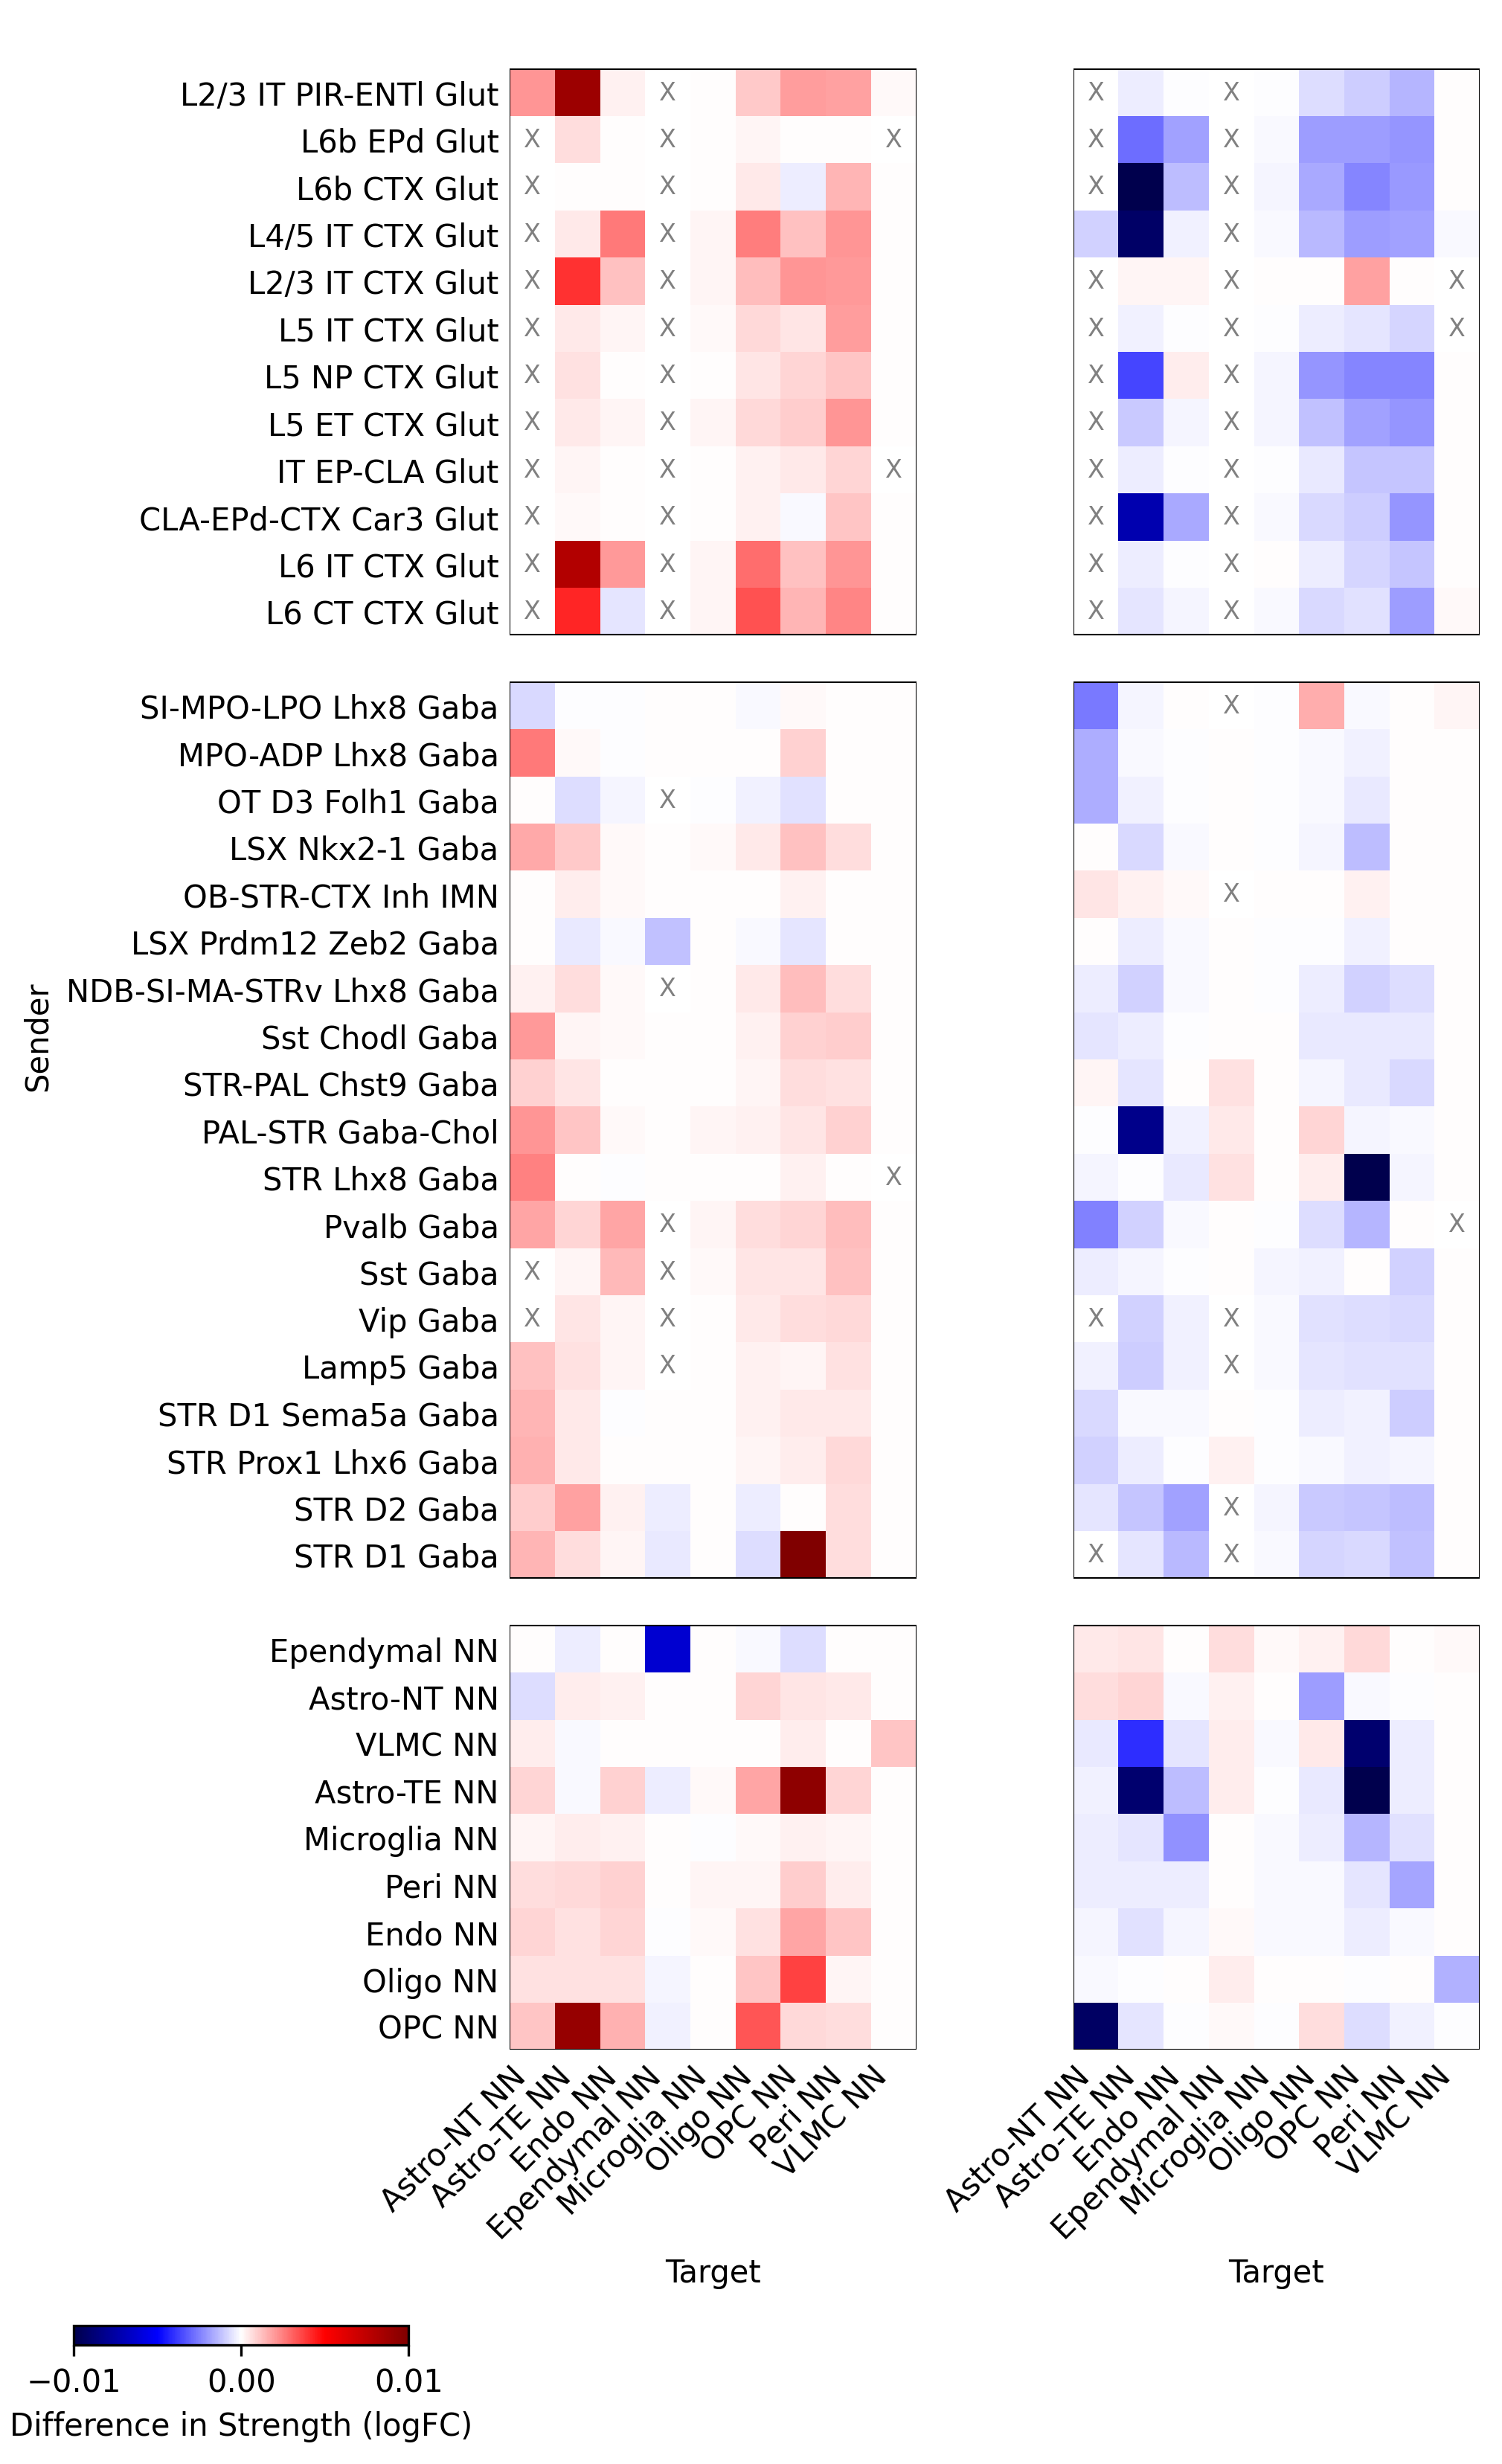 L2/3 IT PIR-ENTl Glut X X X
L6b EPd Glut X X X X X
L6b CTX Glut X X X X
L4/5 IT CTX Glut X X X
L2/3 IT CTX Glut X X X X X
L5 IT CTX Glut X X X X X
L5 NP CTX Glut X X X X
L5 ET CTX Glut X X X X
IT EP-CLA Glut X X X X X
CLA-EPd-CTX Car3 Glut X X X X
L6 IT CTX Glut X X X X
L6 CT CTX Glut X X X X
SI-MPO-LPO Lhx8 Gaba X
MPO-ADP Lhx8 Gaba
OT D3 Folh1 Gaba X
LSX Nkx2-1 Gaba
OB-STR-CTX Inh IMN X
LSX Prdm12 Zeb2 Gaba
NDB-SI-MA-STRv Lhx8 Gaba X
Sst Chodl Gaba
STR-PAL Chst9 Gaba
PAL-STR Gaba-Chol
STR Lhx8 Gaba X
Pvalb Gaba X X
Sst Gaba X X
Vip Gaba X X X X
Lamp5 Gaba X X
STR D1 Sema5a Gaba
STR Prox1 Lhx6 Gaba
STR D2 Gaba X
STR D1 Gaba X X
Sender
Ependymal NN
Astro-NT NN
VLMC NN
Astro-TE NN
Microglia NN
Peri NN
Endo NN
Oligo NN
OPC NN
Astro-NT NN
Astro-TE NN
Endo NN
Ependymal NN
Microglia NN
Oligo NN
OPC NN
Peri NN
VLMC NN
Target
Astro-NT NN
Astro-TE NN
Endo NN
Ependymal NN
Microglia NN
Oligo NN
OPC NN
Peri NN
VLMC NN
Target
−0.01 0.00 0.01
Difference in Strength (logFC)